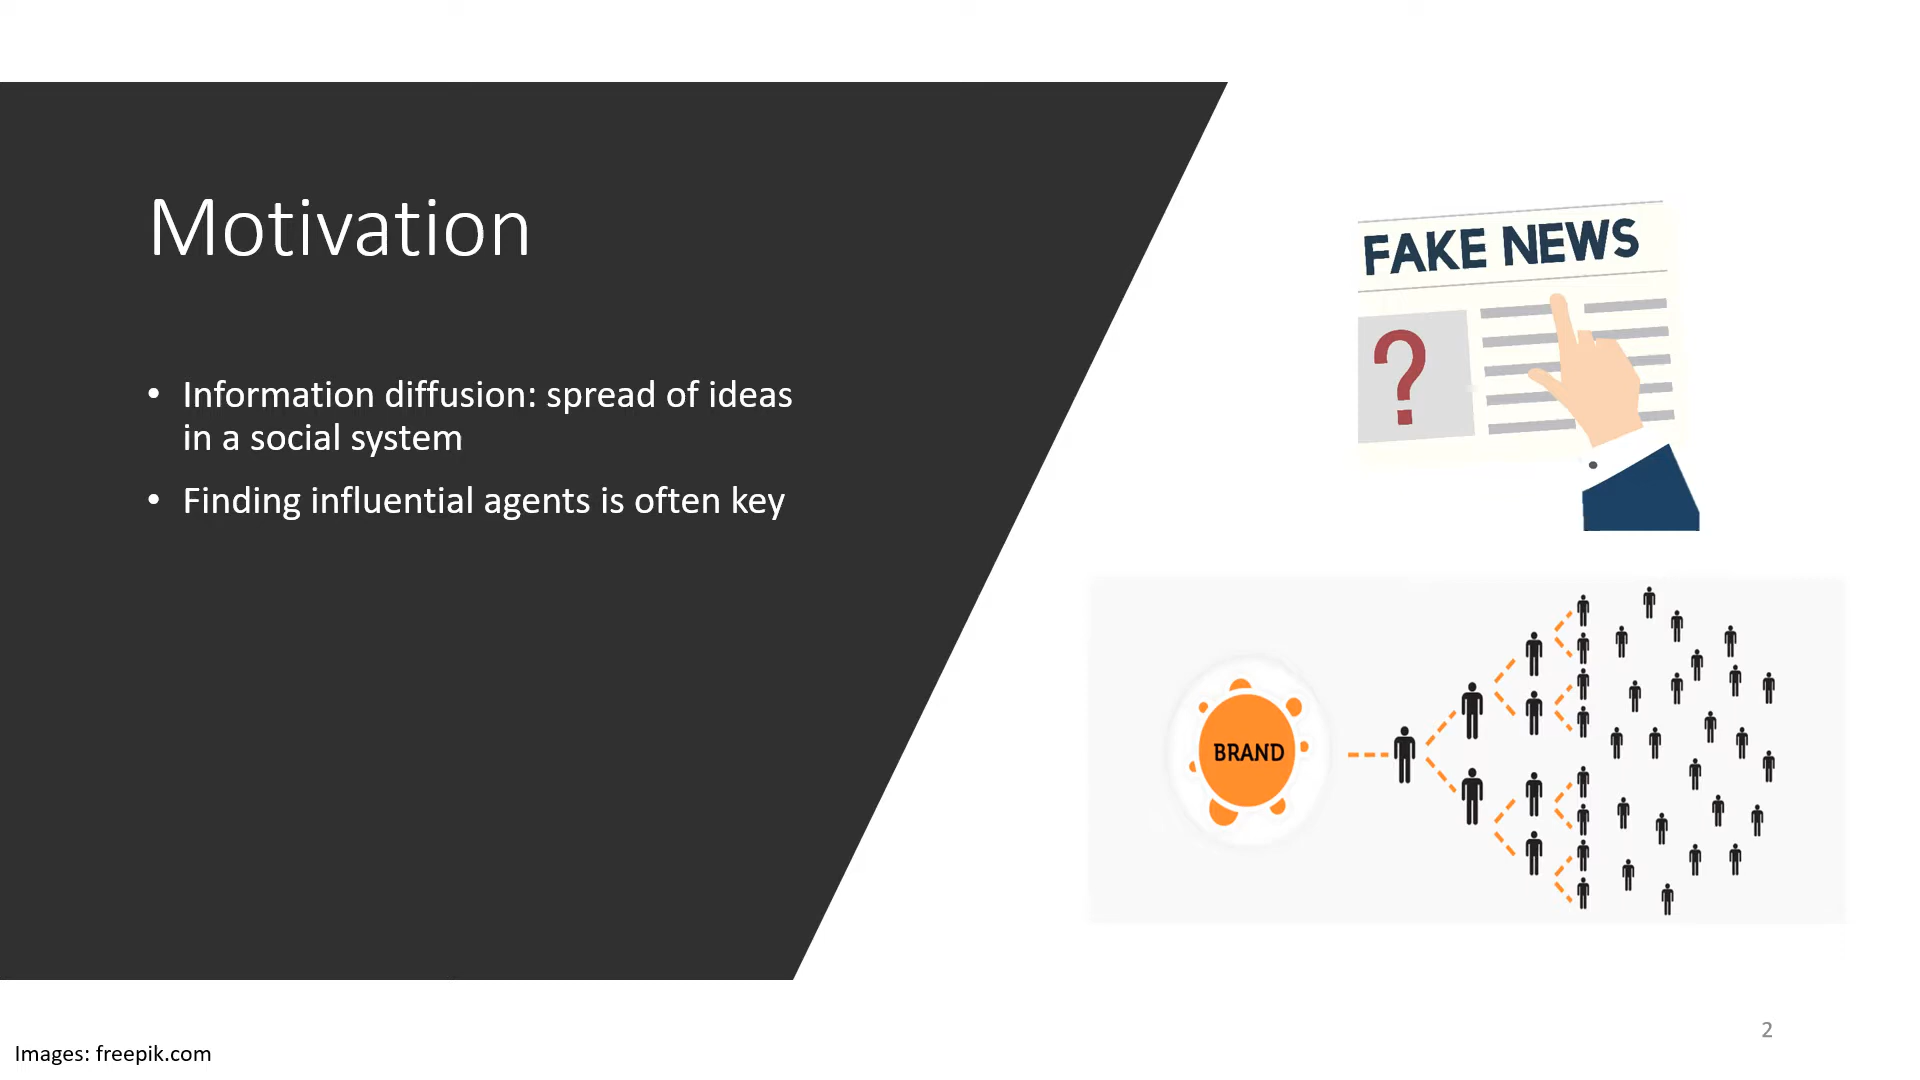 Motivation
• Information diffusion: spread of ideas
in a social system
• Finding influential agents is often key
FAKE NEWS
?
BRAND
2
Images: freepik.com